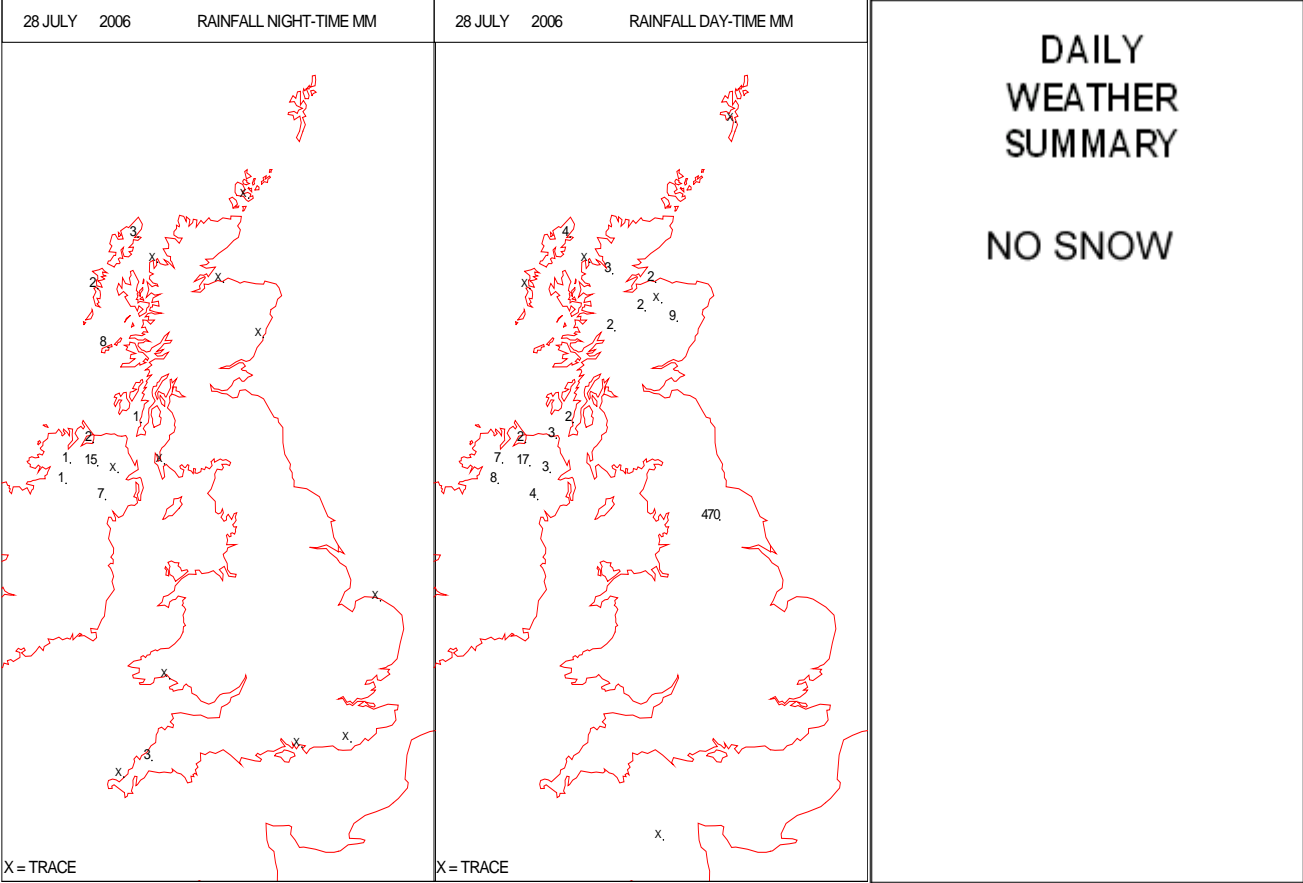 28 JULY 2006 RAINFALL NIGHT-TIME MM
X
3
X
X
2
X
8
1
2
1
15
X
X
1
7
X
X
X
X
3
X
X = TRACE
28 JULY 2006 RAINFALL DAY-TIME MM
X
4
X
3
2
X
X
2
9
2
2
3
2
7
17
3
8
4
470
X
X = TRACE
DAILY
WEATHER
SUMMARY
NO SNOW